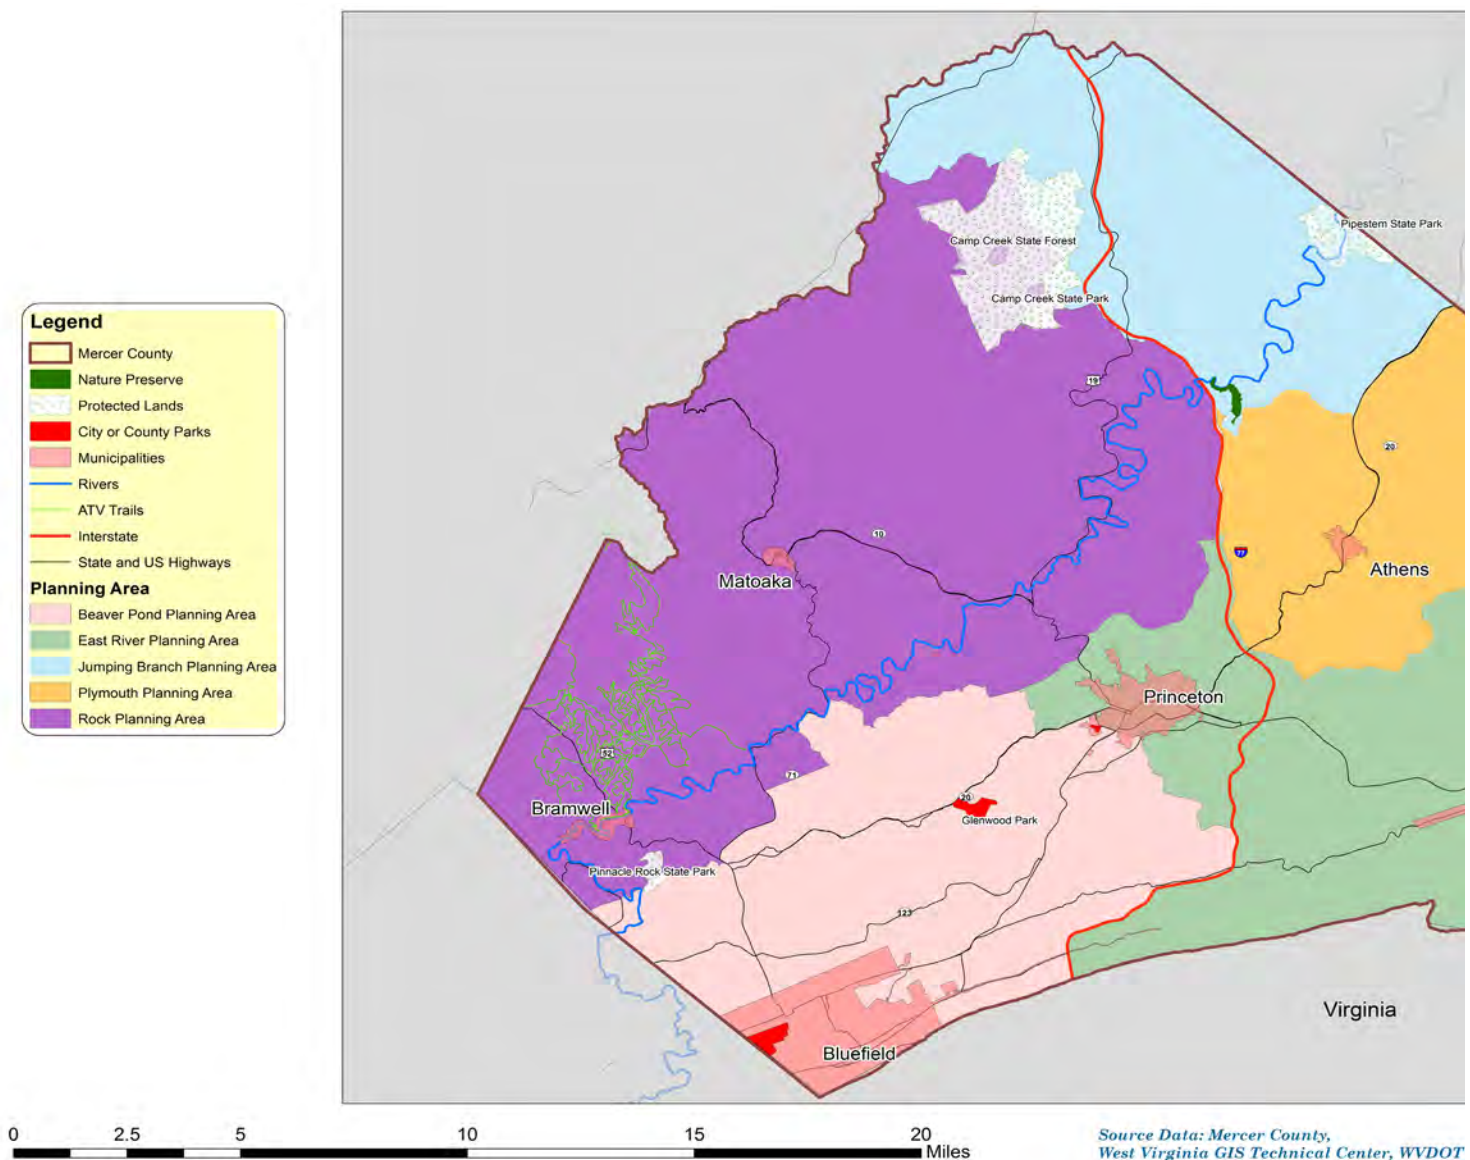 Legend
Mercer County
Nature Preserve
Protected Lands
City or County Parks
Municipalities
Rivers
ATV Trails
Interstate
State and US Highways
Planning Area
Beaver Pond Planning Area
East River Planning Area
Jumping Branch Planning Area
Plymouth Planning Area
Rock Planning Area
Pipestem State Park
Camp Creek State Forest
Camp Creek State Park
19
20
10
77
Matoaka
Athens
Princeton
52
71
Bramwell
20
Glenwood Park
Pinnacle Rock State Park
123
Virginia
Bluefield
0 2.5 5 10 15 20
Miles
Source Data: Mercer County,
West Virginia GIS Technical Center, WVDOT